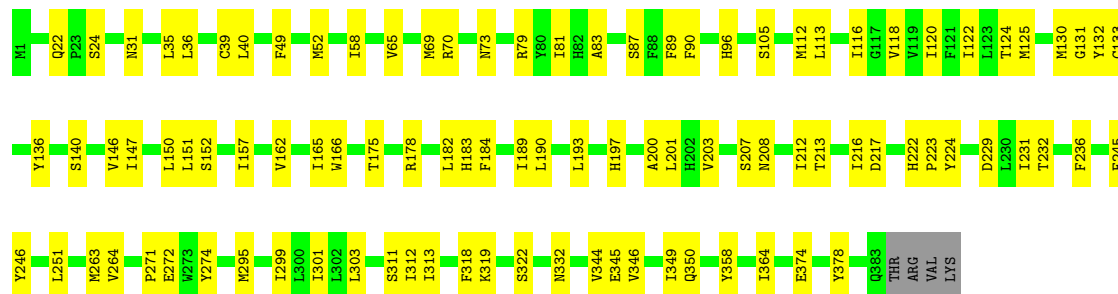 M1 Q22 P23 S24 N31 L35 L36 C39 L40 F49 M52 I58 V65 M69 R70 N73 R79 Y80 I81 H82 A83 S87 F88 F89 F90 H96 S105 M112 L113 I116 G117 V118 V119 I120 F121 I122 L123 T124 M125 M130 G131 Y132 G133
Y136 S140 V146 I147 L150 L151 S152 I157 V162 I165 W166 T175 R178 L182 H183 F184 I189 L190 L193 H197 A200 L201 H202 V203 S207 N208 I212 T213 I216 D217 H222 P223 Y224 D229 L230 I231 T232 F236
Y246 L251 M263 V264 P271 E272 W273 Y274 M295 I299 L300 I301 L302 L303 S311 I312 I313 F318 K319 S322 N332 V344 E345 V346 I349 Q350 Y358 I364 E374 Y378 Q383 THR ARG VAL LYS